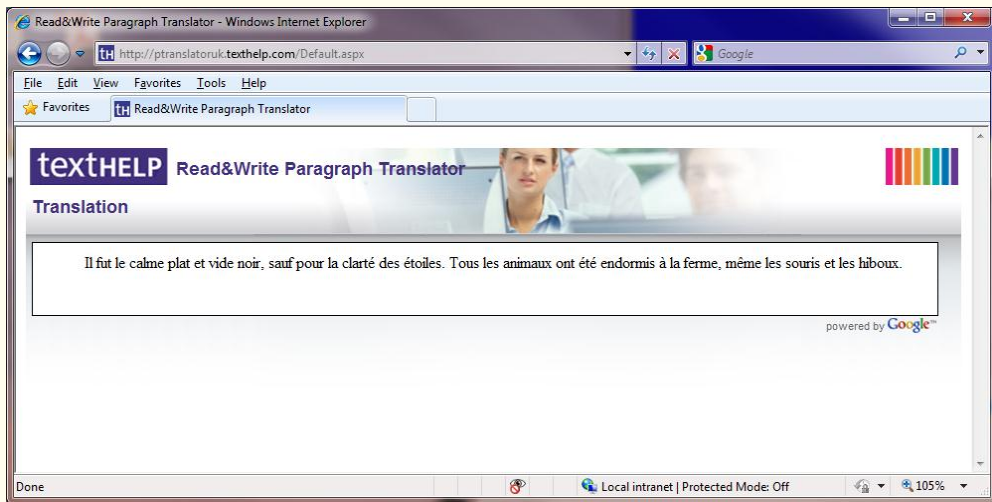 Read&Write Paragraph Translator - Windows Internet Explorer
tH http://ptranslatoruk.texthelp.com/Default.aspx Google
File Edit View Favorites Tools Help
Favorites tH Read&Write Paragraph Translator
textHELP Read&Write Paragraph Translator
Translation
Il fut le calme plat et vide noir, sauf pour la clarté des étoiles. Tous les animaux ont été endormis à la ferme, même les souris et les hiboux.
powered by Google™
Done Local intranet | Protected Mode: Off 105%